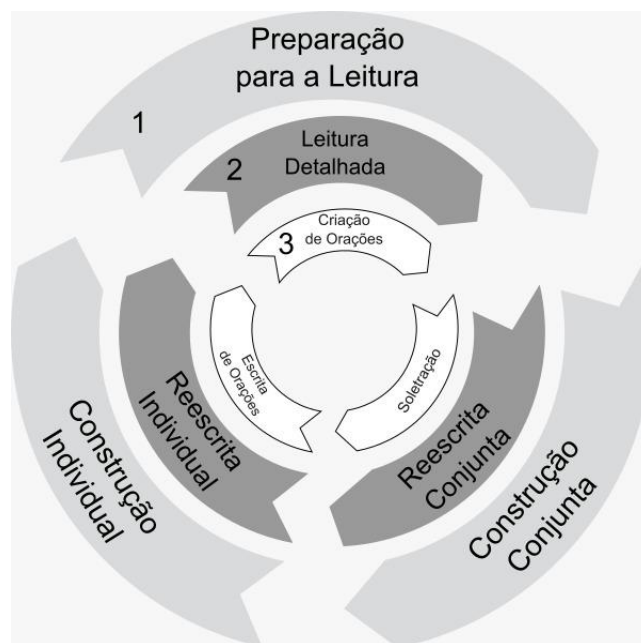 Preparação
para a Leitura
1
Leitura
Detalhada
2
Criação
de Orações
3
Soletração
Escrita
de Orações
Reescrita
Conjunta
Reescrita
Individual
Construção
Conjunta
Construção
Individual